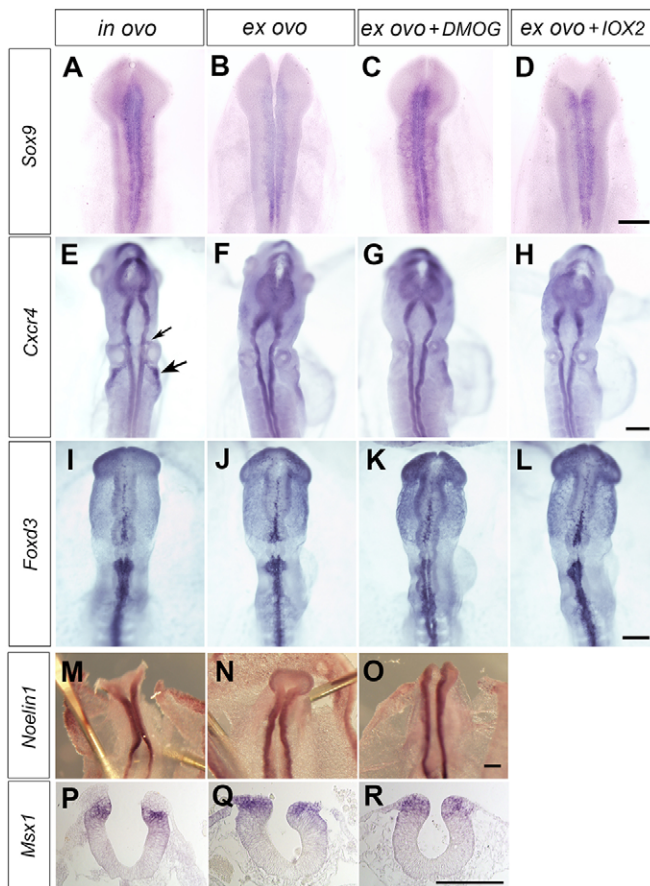 in ovo
ex ovo
ex ovo + DMOG
ex ovo + IOX2
Sox9
A
B
C
D
Cxcr4
E
F
G
H
Foxd3
I
J
K
L
Noelin1
M
N
O
Msx1
P
Q
R